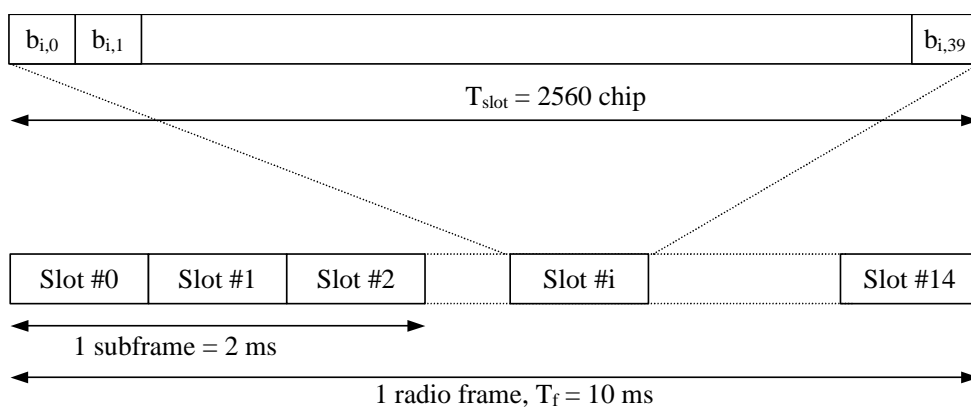 b_{i,0} b_{i,1} b_{i,39}
T_{slot} = 2560 chip
Slot #0 Slot #1 Slot #2 Slot #i Slot #14
1 subframe = 2 ms
1 radio frame, T_{f} = 10 ms